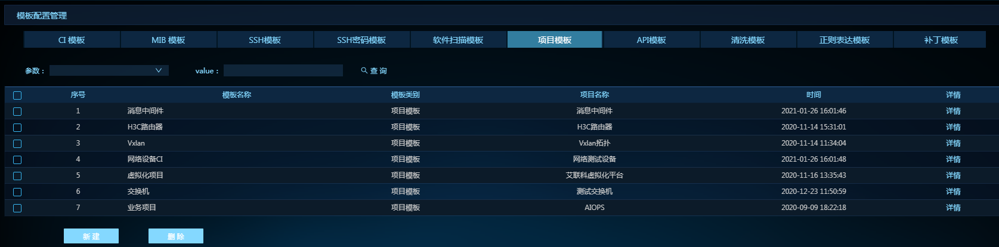 模板配置管理
CI 模板 MIB 模板 SSH模板 SSH密码模板 软件扫描模板 项目模板 API模板 清洗模板 正则表达模板 补丁模板
参数： value： 查 询
序号 模板名称 模板类别 项目名称 时间 详情
1 消息中间件 项目模板 消息中间件 2021-01-26 16:01:46 详情
2 H3C路由器 项目模板 H3C路由器 2020-11-14 15:31:01 详情
3 Vxlan 项目模板 Vxlan拓扑 2020-11-14 11:34:04 详情
4 网络设备CI 项目模板 网络测试设备 2021-01-26 16:01:48 详情
5 虚拟化项目 项目模板 艾联科虚拟化平台 2020-11-16 13:35:43 详情
6 交换机 项目模板 测试交换机 2020-12-23 11:50:59 详情
7 业务项目 项目模板 AIOPS 2020-09-09 18:22:18 详情
新 建 删 除